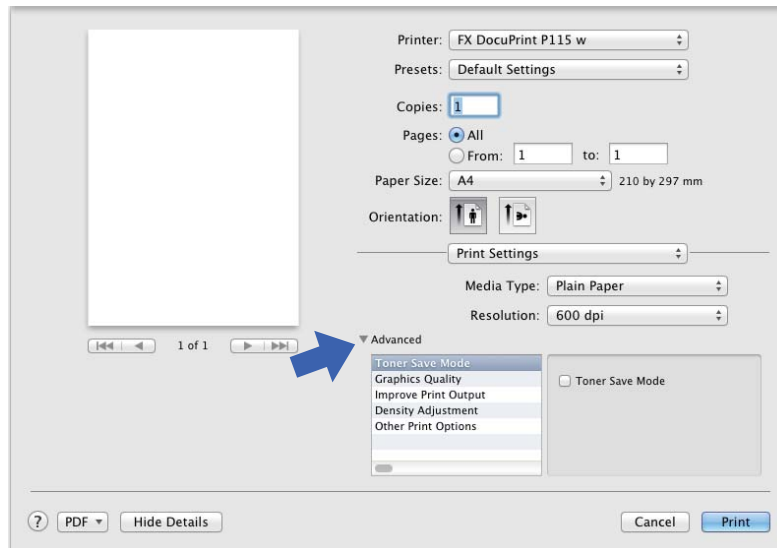 Printer: FX DocuPrint P115 w
Presets: Default Settings
Copies: 1
Pages: All
From: 1 to: 1
Paper Size: A4 210 by 297 mm
Orientation:
Print Settings
Media Type: Plain Paper
Resolution: 600 dpi
1 of 1
Advanced
Toner Save Mode
Graphics Quality
Improve Print Output
Density Adjustment
Other Print Options
Toner Save Mode
? PDF Hide Details Cancel Print